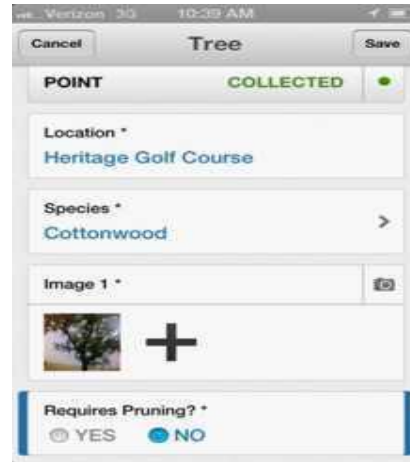 Verizon 3G 10:39 AM
Cancel Tree Save
POINT COLLECTED
Location *
Heritage Golf Course
Species *
Cottonwood
Image 1 *
Requires Pruning? *
YES NO